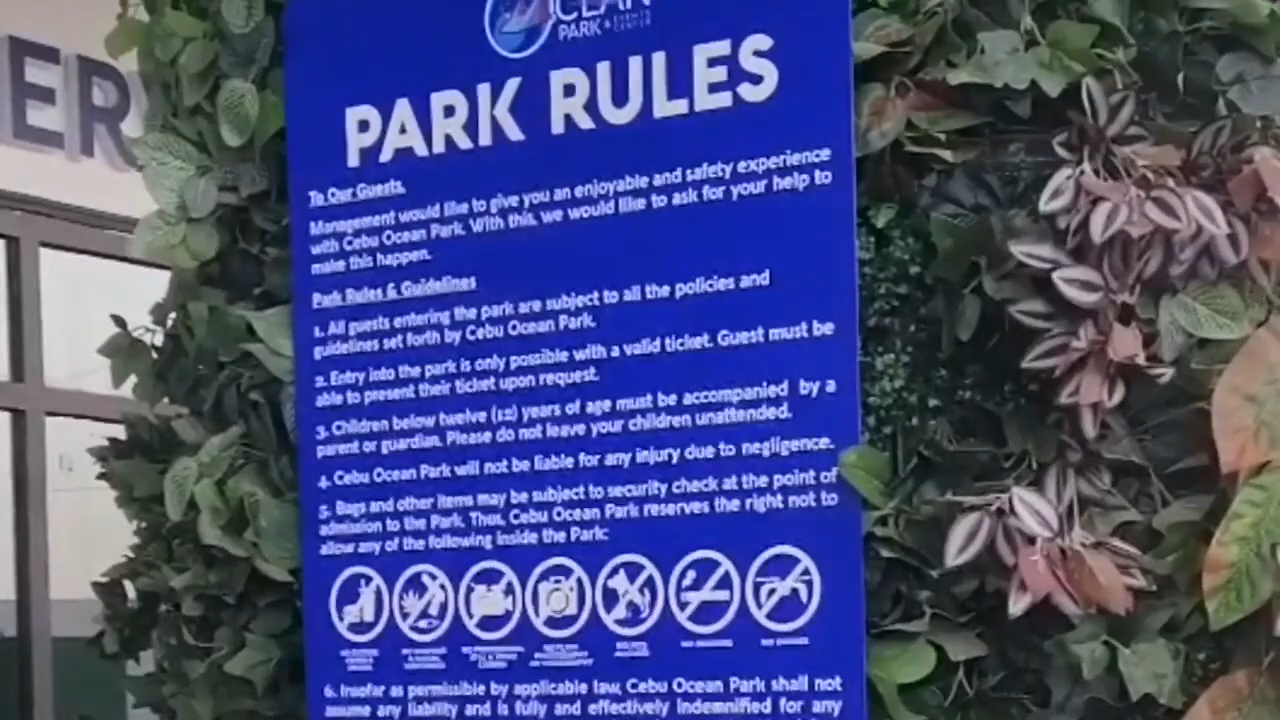 ER
OCEAN
PARK & EVENTS CENTER
PARK RULES
To Our Guests,
Management would like to give you an enjoyable and safety experience
with Cebu Ocean Park. With this, we would like to ask for your help to
make this happen.
Park Rules & Guidelines
1. All guests entering the park are subject to all the policies and
guidelines set forth by Cebu Ocean Park.
2. Entry into the park is only possible with a valid ticket. Guest must be
able to present their ticket upon request.
3. Children below twelve (12) years of age must be accompanied by a
parent or guardian. Please do not leave your children unattended.
4. Cebu Ocean Park will not be liable for any injury due to negligence.
5. Bags and other items may be subject to security check at the point of
admission to the Park. Thus, Cebu Ocean Park reserves the right not to
allow any of the following inside the Park:
NO SMOKING
NO DRONES
6. Insofar as permissible by applicable law, Cebu Ocean Park shall not
assume any liability and is fully and effectively indemnified for any